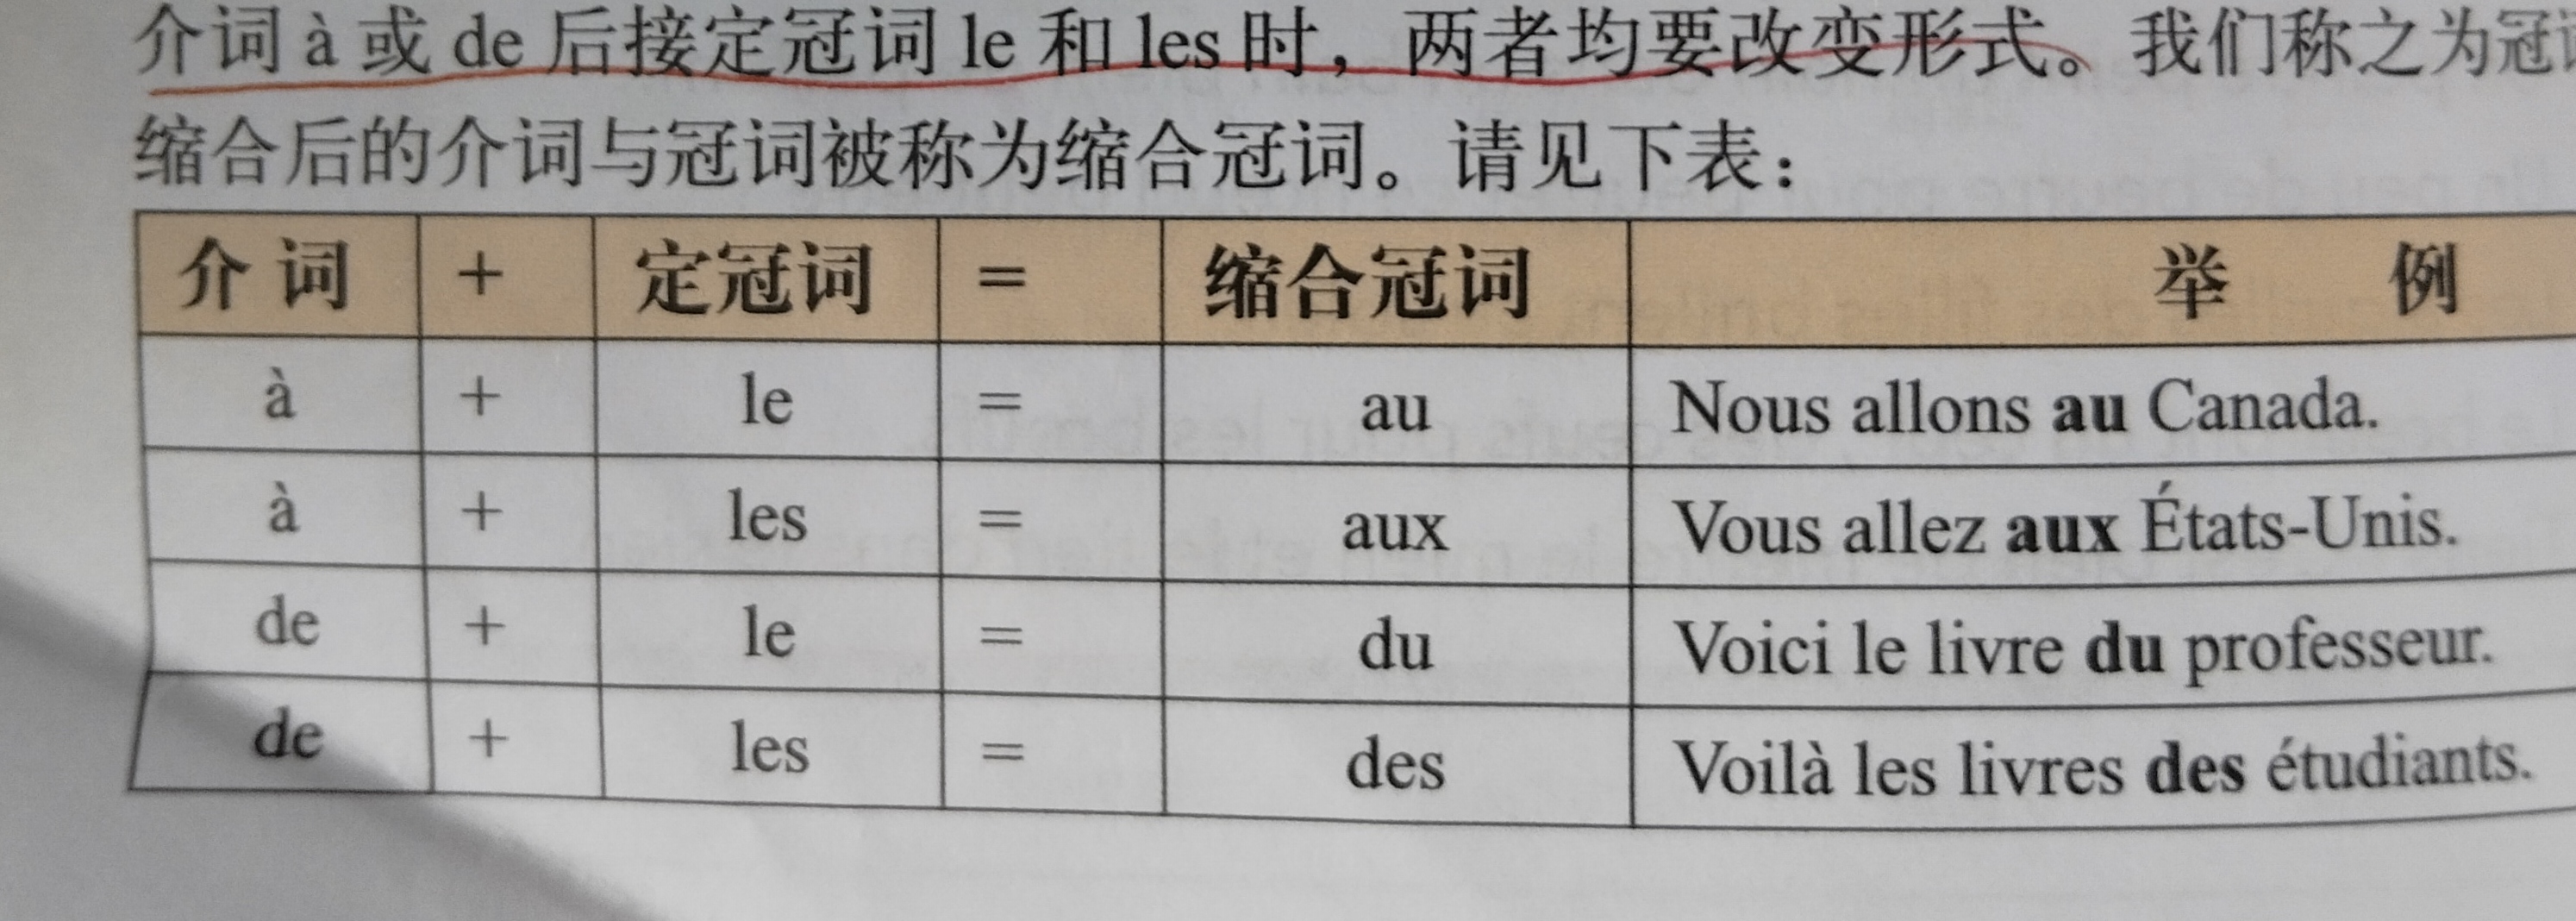 介词 à 或 de 后接定冠词 le 和 les 时，两者均要改变形式。我们称之为冠
缩合后的介词与冠词被称为缩合冠词。请见下表：
介 词 + 定冠词 = 缩合冠词 举 例
à + le = au Nous allons au Canada.
à + les = aux Vous allez aux États-Unis.
de + le = du Voici le livre du professeur.
de + les = des Voilà les livres des étudiants.